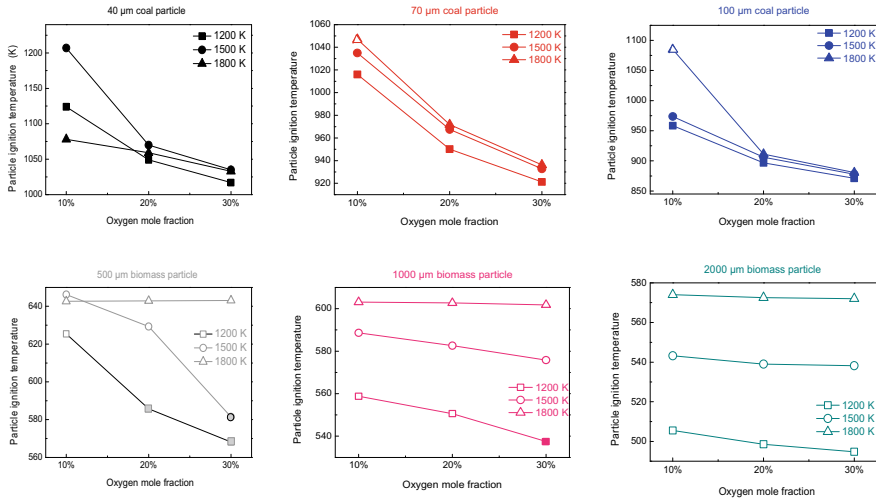 40 µm coal particle
1200 K
1500 K
1800 K
1200
1150
1100
1050
1000
10%
20%
30%
Particle ignition temperature (K)
Oxygen mole fraction
70 µm coal particle
1200 K
1500 K
1800 K
1060
1040
1020
1000
980
960
940
920
10%
20%
30%
Particle ignition temperature
Oxygen mole fraction
100 µm coal particle
1200 K
1500 K
1800 K
1100
1050
1000
950
900
850
10%
20%
30%
Particle ignition temperature
Oxygen mole fraction
500 µm biomass particle
1200 K
1500 K
1800 K
640
620
600
580
560
10%
20%
30%
Particle ignition temperature
Oxygen mole fraction
1000 µm biomass particle
1200 K
1500 K
1800 K
600
580
560
540
10%
20%
30%
Particle ignition temperature
Oxygen mole fraction
2000 µm biomass particle
1200 K
1500 K
1800 K
580
560
540
520
500
10%
20%
30%
Particle ignition temperature
Oxygen mole fraction